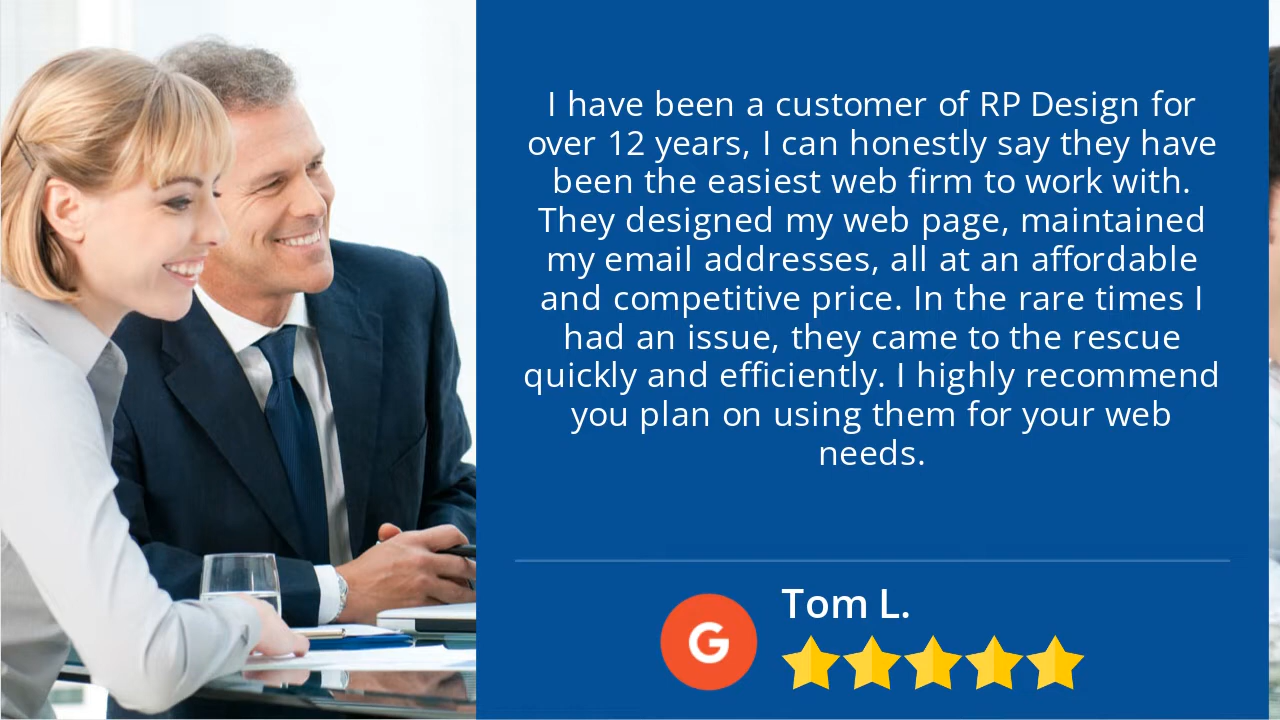 I have been a customer of RP Design for
over 12 years, I can honestly say they have
been the easiest web firm to work with.
They designed my web page, maintained
my email addresses, all at an affordable
and competitive price. In the rare times I
had an issue, they came to the rescue
quickly and efficiently. I highly recommend
you plan on using them for your web
needs.
Tom L.
G